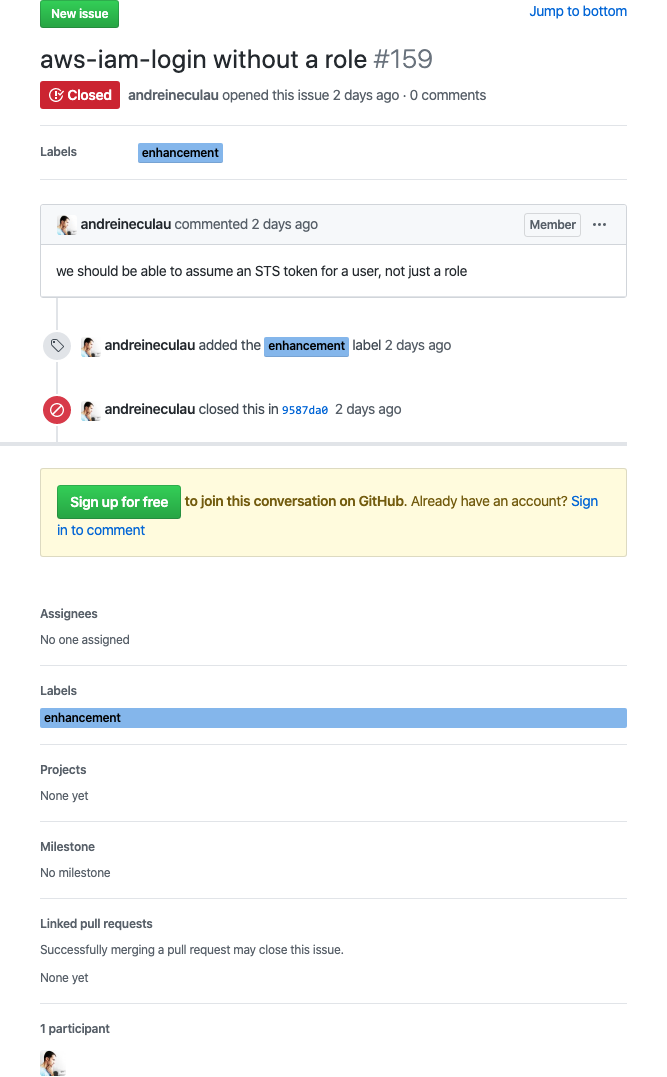 New issue
Jump to bottom
aws-iam-login without a role #159
Closed andreineculau opened this issue 2 days ago · 0 comments
Labels enhancement
andreineculau commented 2 days ago Member ···
we should be able to assume an STS token for a user, not just a role
andreineculau added the enhancement label 2 days ago
andreineculau closed this in 9587da0 2 days ago
Sign up for free to join this conversation on GitHub. Already have an account? Sign
in to comment
Assignees
No one assigned
Labels
enhancement
Projects
None yet
Milestone
No milestone
Linked pull requests
Successfully merging a pull request may close this issue.
None yet
1 participant